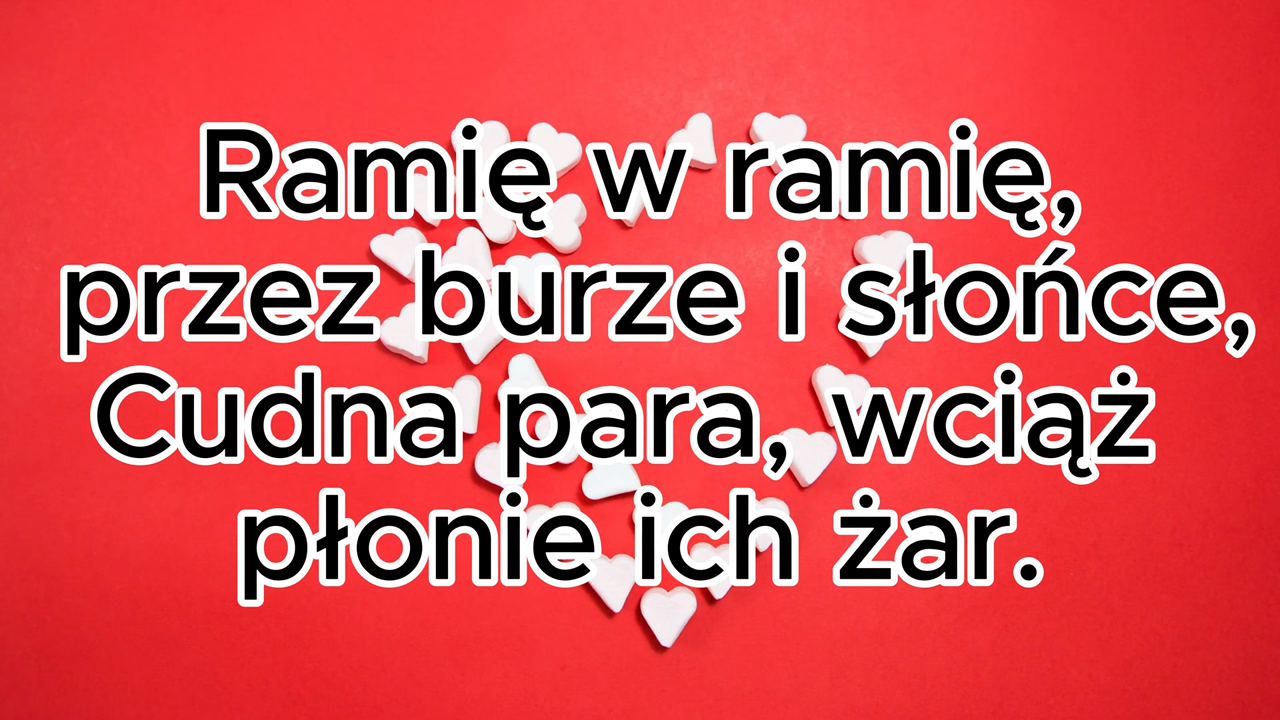 Ramię w ramię,
przez burze i słońce,
Cudna para, wciąż
płonie ich żar.